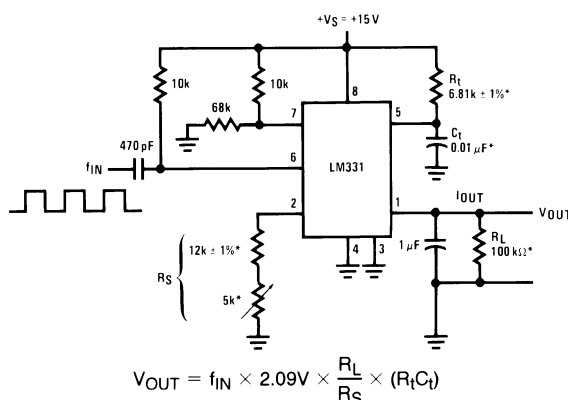 +VS = +15V
10k
10k
Rt
6.81k ± 1%*
68k
7
8
5
Ct
0.01 µF*
470 pF
fIN
6
LM331
2
1
IOUT
VOUT
12k ± 1%*
RS
5k*
4
3
1 µF
RL
100 kΩ*
VOUT = fIN × 2.09V × RL/RS × (RtCt)